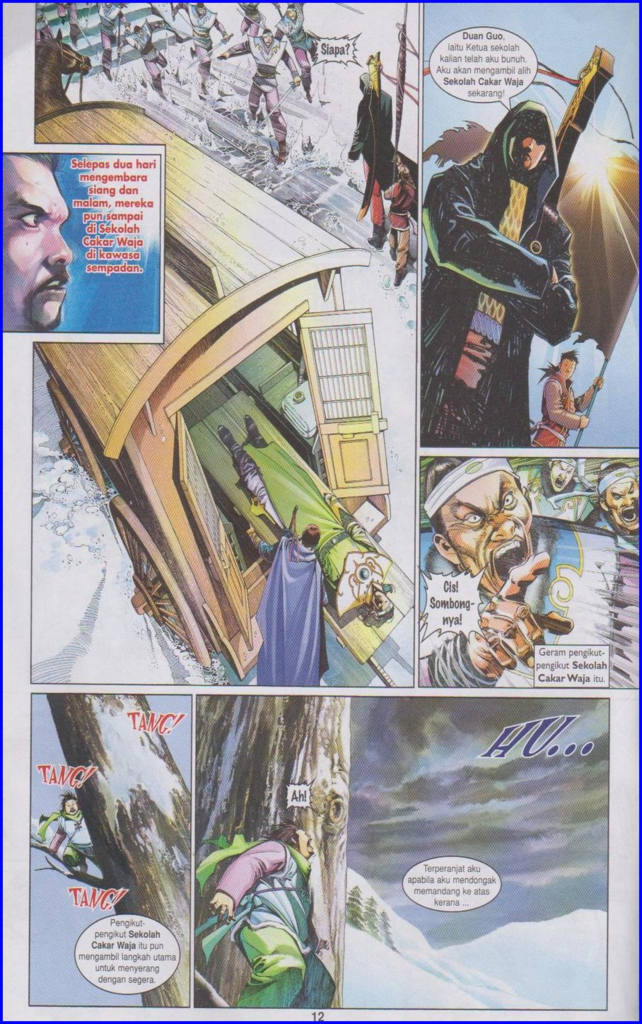 Siapa?
Duan Guo,
iaitu Ketua sekolah
kalian telah aku bunuh.
Aku akan mengambil alih
Sekolah Cakar Waja
sekarang!
Selepas dua hari
mengembara
siang dan
malam, mereka
pun sampai
di Sekolah
Cakar Waja
di kawasa
sempadan.
Cis!
Sombong-
nya!
Geram pengikut-
pengikut Sekolah
Cakar Waja itu.
TANG!
TANG!
TANG!
Pengikut-
pengikut Sekolah
Cakar Waja itu pun
mengambil langkah utama
untuk menyerang
dengan segera.
Ah!
HU...
Terperanjat aku
apabila aku mendongak
memandang ke atas
kerana ...
12